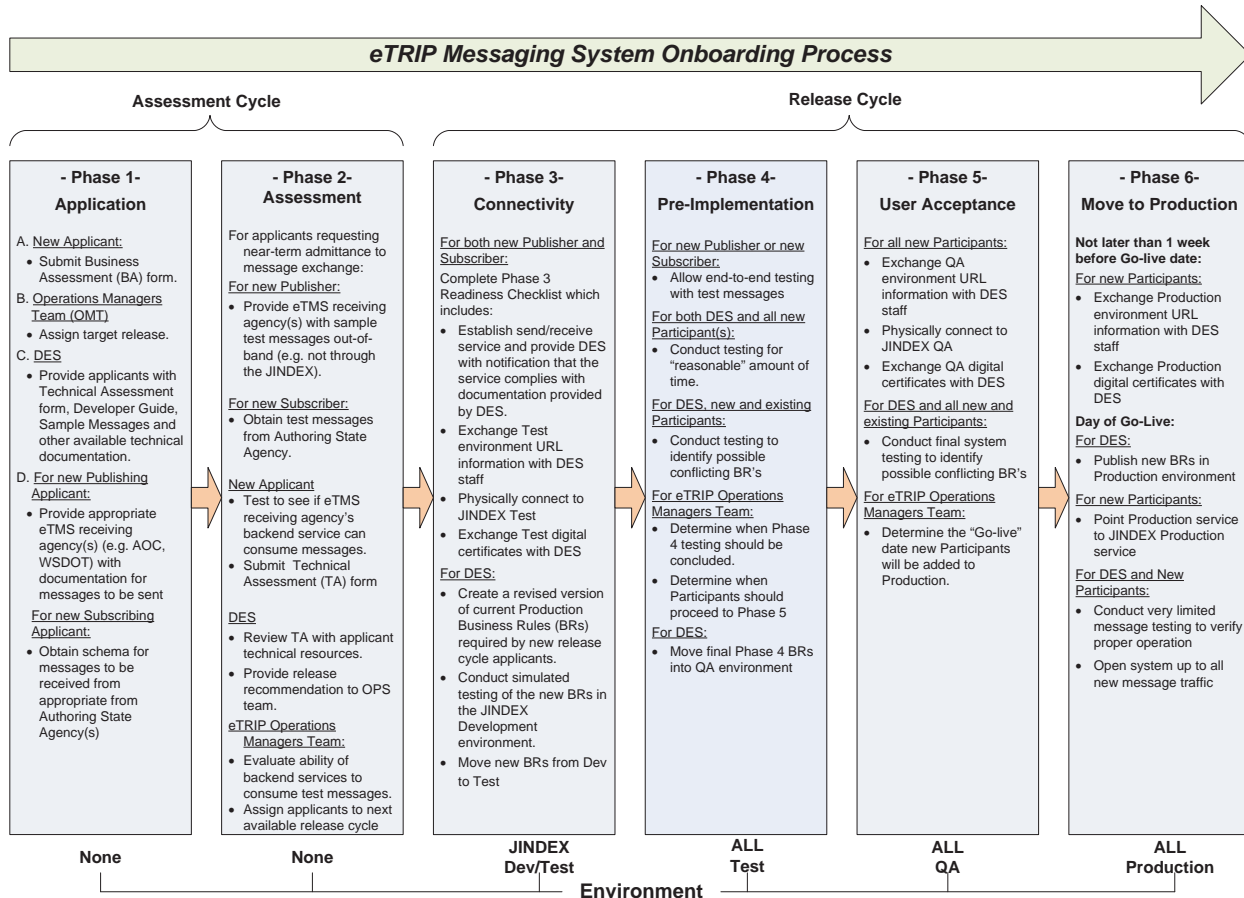 eTRIP Messaging System Onboarding Process
Assessment Cycle
Release Cycle
- Phase 1-
Application
A. New Applicant:
• Submit Business
Assessment (BA) form.
B. Operations Managers
Team (OMT)
• Assign target release.
C. DES
• Provide applicants with
Technical Assessment
form, Developer Guide,
Sample Messages and
other available technical
documentation.
D. For new Publishing
Applicant:
• Provide appropriate
eTMS receiving
agency(s) (e.g. AOC,
WSDOT) with
documentation for
messages to be sent
For new Subscribing
Applicant:
• Obtain schema for
messages to be
received from
appropriate from
Authoring State
Agency(s)
None
- Phase 2-
Assessment
For applicants requesting
near-term admittance to
message exchange:
For new Publisher:
• Provide eTMS receiving
agency(s) with sample
test messages out-of-
band (e.g. not through
the JINDEX).
For new Subscriber:
• Obtain test messages
from Authoring State
Agency.
New Applicant
• Test to see if eTMS
receiving agency's
backend service can
consume messages.
• Submit Technical
Assessment (TA) form
DES
• Review TA with applicant
technical resources.
• Provide release
recommendation to OPS
team.
eTRIP Operations
Managers Team:
• Evaluate ability of
backend services to
consume test messages.
• Assign applicants to next
available release cycle
None
- Phase 3-
Connectivity
For both new Publisher and
Subscriber:
Complete Phase 3
Readiness Checklist which
includes:
• Establish send/receive
service and provide DES
with notification that the
service complies with
documentation provided
by DES.
• Exchange Test
environment URL
information with DES
staff
• Physically connect to
JINDEX Test
• Exchange Test digital
certificates with DES
For DES:
• Create a revised version
of current Production
Business Rules (BRs)
required by new release
cycle applicants.
• Conduct simulated
testing of the new BRs in
the JINDEX
Development
environment.
• Move new BRs from Dev
to Test
JINDEX
Dev/Test
- Phase 4-
Pre-Implementation
For new Publisher or new
Subscriber:
• Allow end-to-end testing
with test messages
For both DES and all new
Participant(s):
• Conduct testing for
"reasonable" amount of
time.
For DES, new and existing
Participants:
• Conduct testing to
identify possible
conflicting BR's
For eTRIP Operations
Managers Team:
• Determine when Phase
4 testing should be
concluded.
• Determine when
Participants should
proceed to Phase 5
For DES:
• Move final Phase 4 BRs
into QA environment
ALL
Test
- Phase 5-
User Acceptance
For all new Participants:
• Exchange QA
environment URL
information with DES
staff
• Physically connect to
JINDEX QA
• Exchange QA digital
certificates with DES
For DES and all new and
existing Participants:
• Conduct final system
testing to identify
possible conflicting BR's
For eTRIP Operations
Managers Team:
• Determine the "Go-live"
date new Participants
will be added to
Production.
ALL
QA
- Phase 6-
Move to Production
Not later than 1 week
before Go-live date:
For new Participants:
• Exchange Production
environment URL
information with DES
staff
• Exchange Production
digital certificates with
DES
Day of Go-Live:
For DES:
• Publish new BRs in
Production environment
For new Participants:
• Point Production service
to JINDEX Production
service
For DES and New
Participants:
• Conduct very limited
message testing to verify
proper operation
• Open system up to all
new message traffic
ALL
Production
Environment